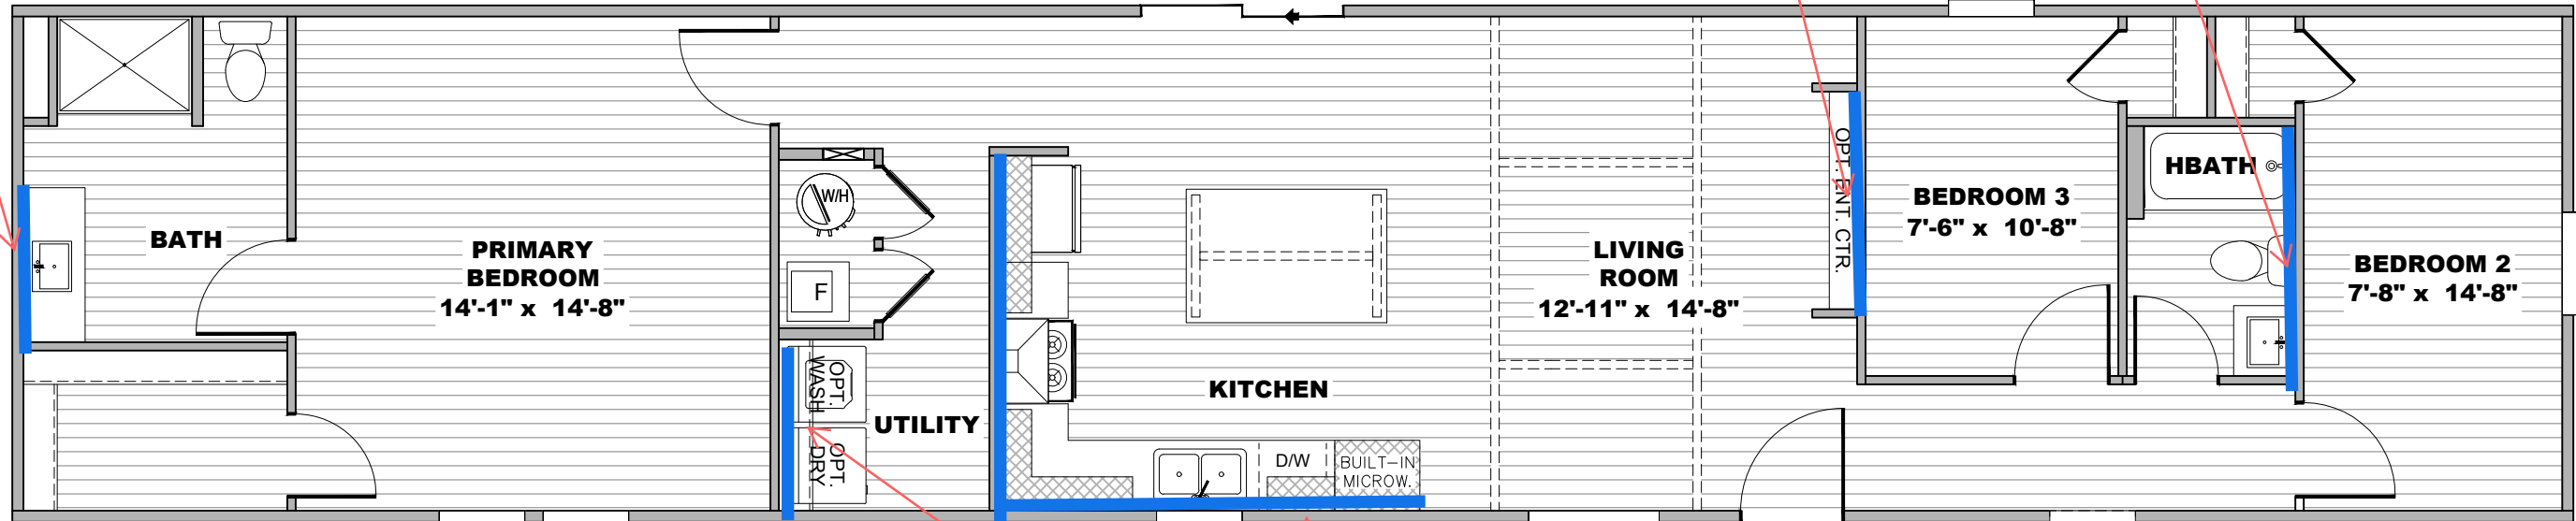 BATH
PRIMARY
BEDROOM
14'-1" x 14'-8"
W/H
F
OPT.
WASH
OPT.
DRY
UTILITY
KITCHEN
D/W
BUILT-IN
MICROW.
LIVING
ROOM
12'-11" x 14'-8"
OPT. ENT. CTR.
BEDROOM 3
7'-6" x 10'-8"
HBATH
BEDROOM 2
7'-8" x 14'-8"